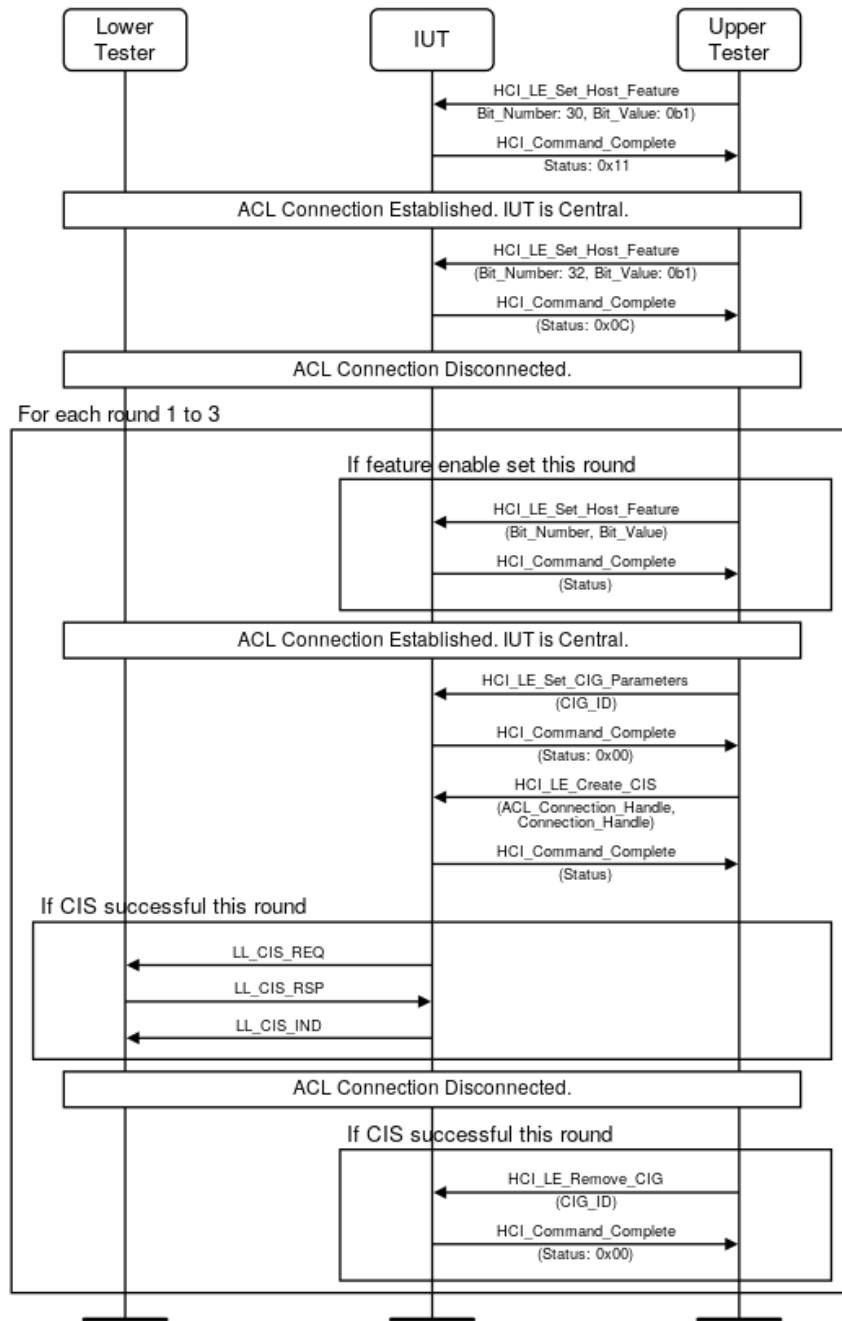 Lower
Tester
IUT
Upper
Tester
HCI_LE_Set_Host_Feature
Bit_Number: 30, Bit_Value: 0b1)
HCI_Command_Complete
Status: 0x11
ACL Connection Established. IUT is Central.
HCI_LE_Set_Host_Feature
(Bit_Number: 32, Bit_Value: 0b1)
HCI_Command_Complete
(Status: 0x0C)
ACL Connection Disconnected.
For each round 1 to 3
If feature enable set this round
HCI_LE_Set_Host_Feature
(Bit_Number, Bit_Value)
HCI_Command_Complete
(Status)
ACL Connection Established. IUT is Central.
HCI_LE_Set_CIG_Parameters
(CIG_ID)
HCI_Command_Complete
(Status: 0x00)
HCI_LE_Create_CIS
(ACL_Connection_Handle,
Connection_Handle)
HCI_Command_Complete
(Status)
If CIS successful this round
LL_CIS_REQ
LL_CIS_RSP
LL_CIS_IND
ACL Connection Disconnected.
If CIS successful this round
HCI_LE_Remove_CIG
(CIG_ID)
HCI_Command_Complete
(Status: 0x00)